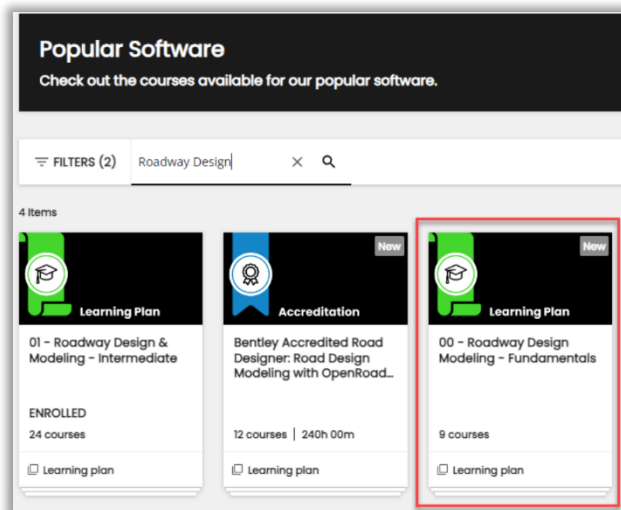 Popular Software
Check out the courses available for our popular software.
FILTERS (2)
Roadway Design
4 Items
Learning Plan
01 - Roadway Design &
Modeling - Intermediate
ENROLLED
24 courses
Learning plan
New
Accreditation
Bentley Accredited Road
Designer: Road Design
Modeling with OpenRoad...
12 courses | 240h 00m
Learning plan
New
Learning Plan
00 - Roadway Design
Modeling - Fundamentals
9 courses
Learning plan